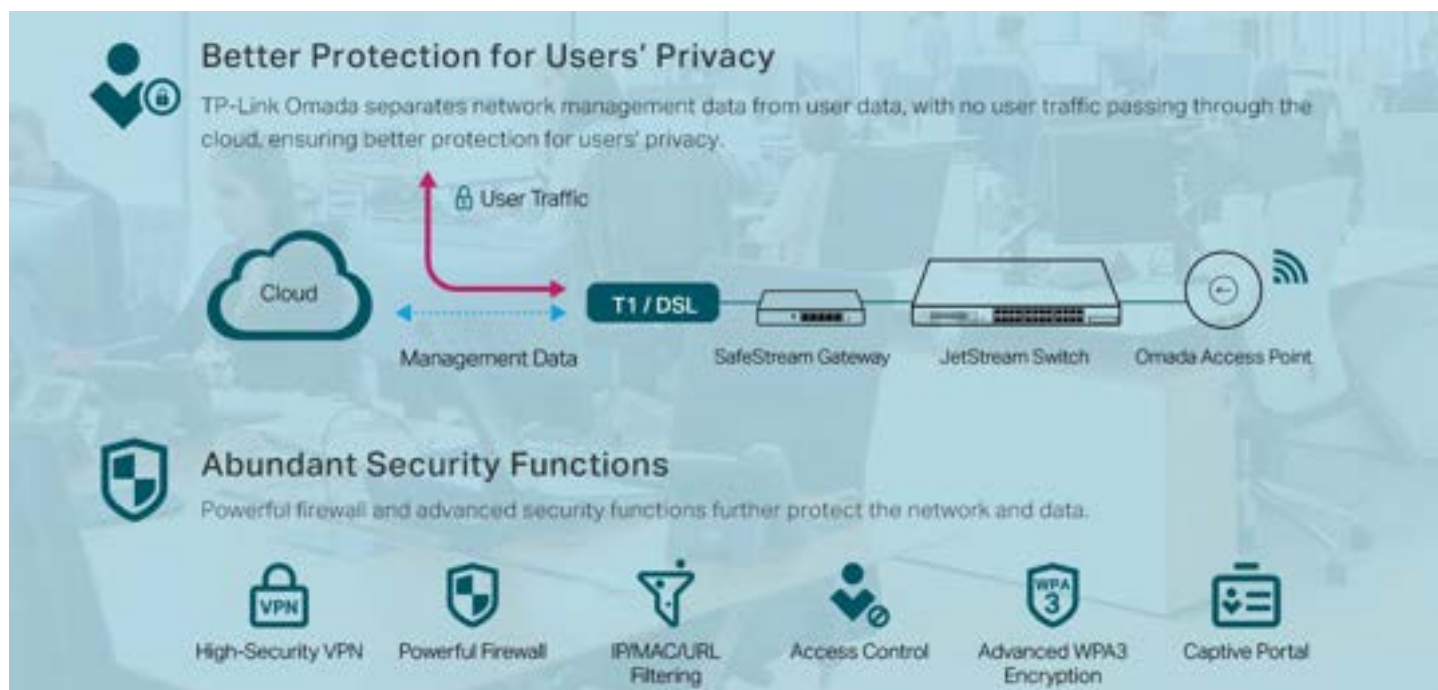 Better Protection for Users' Privacy
TP-Link Omada separates network management data from user data, with no user traffic passing through the
cloud, ensuring better protection for users' privacy.
User Traffic
Cloud
T1 / DSL
Management Data
SafeStream Gateway
JetStream Switch
Omada Access Point
Abundant Security Functions
Powerful firewall and advanced security functions further protect the network and data.
VPN
WPA
3
High-Security VPN
Powerful Firewall
IP/MAC/URL
Filtering
Access Control
Advanced WPA3
Encryption
Captive Portal